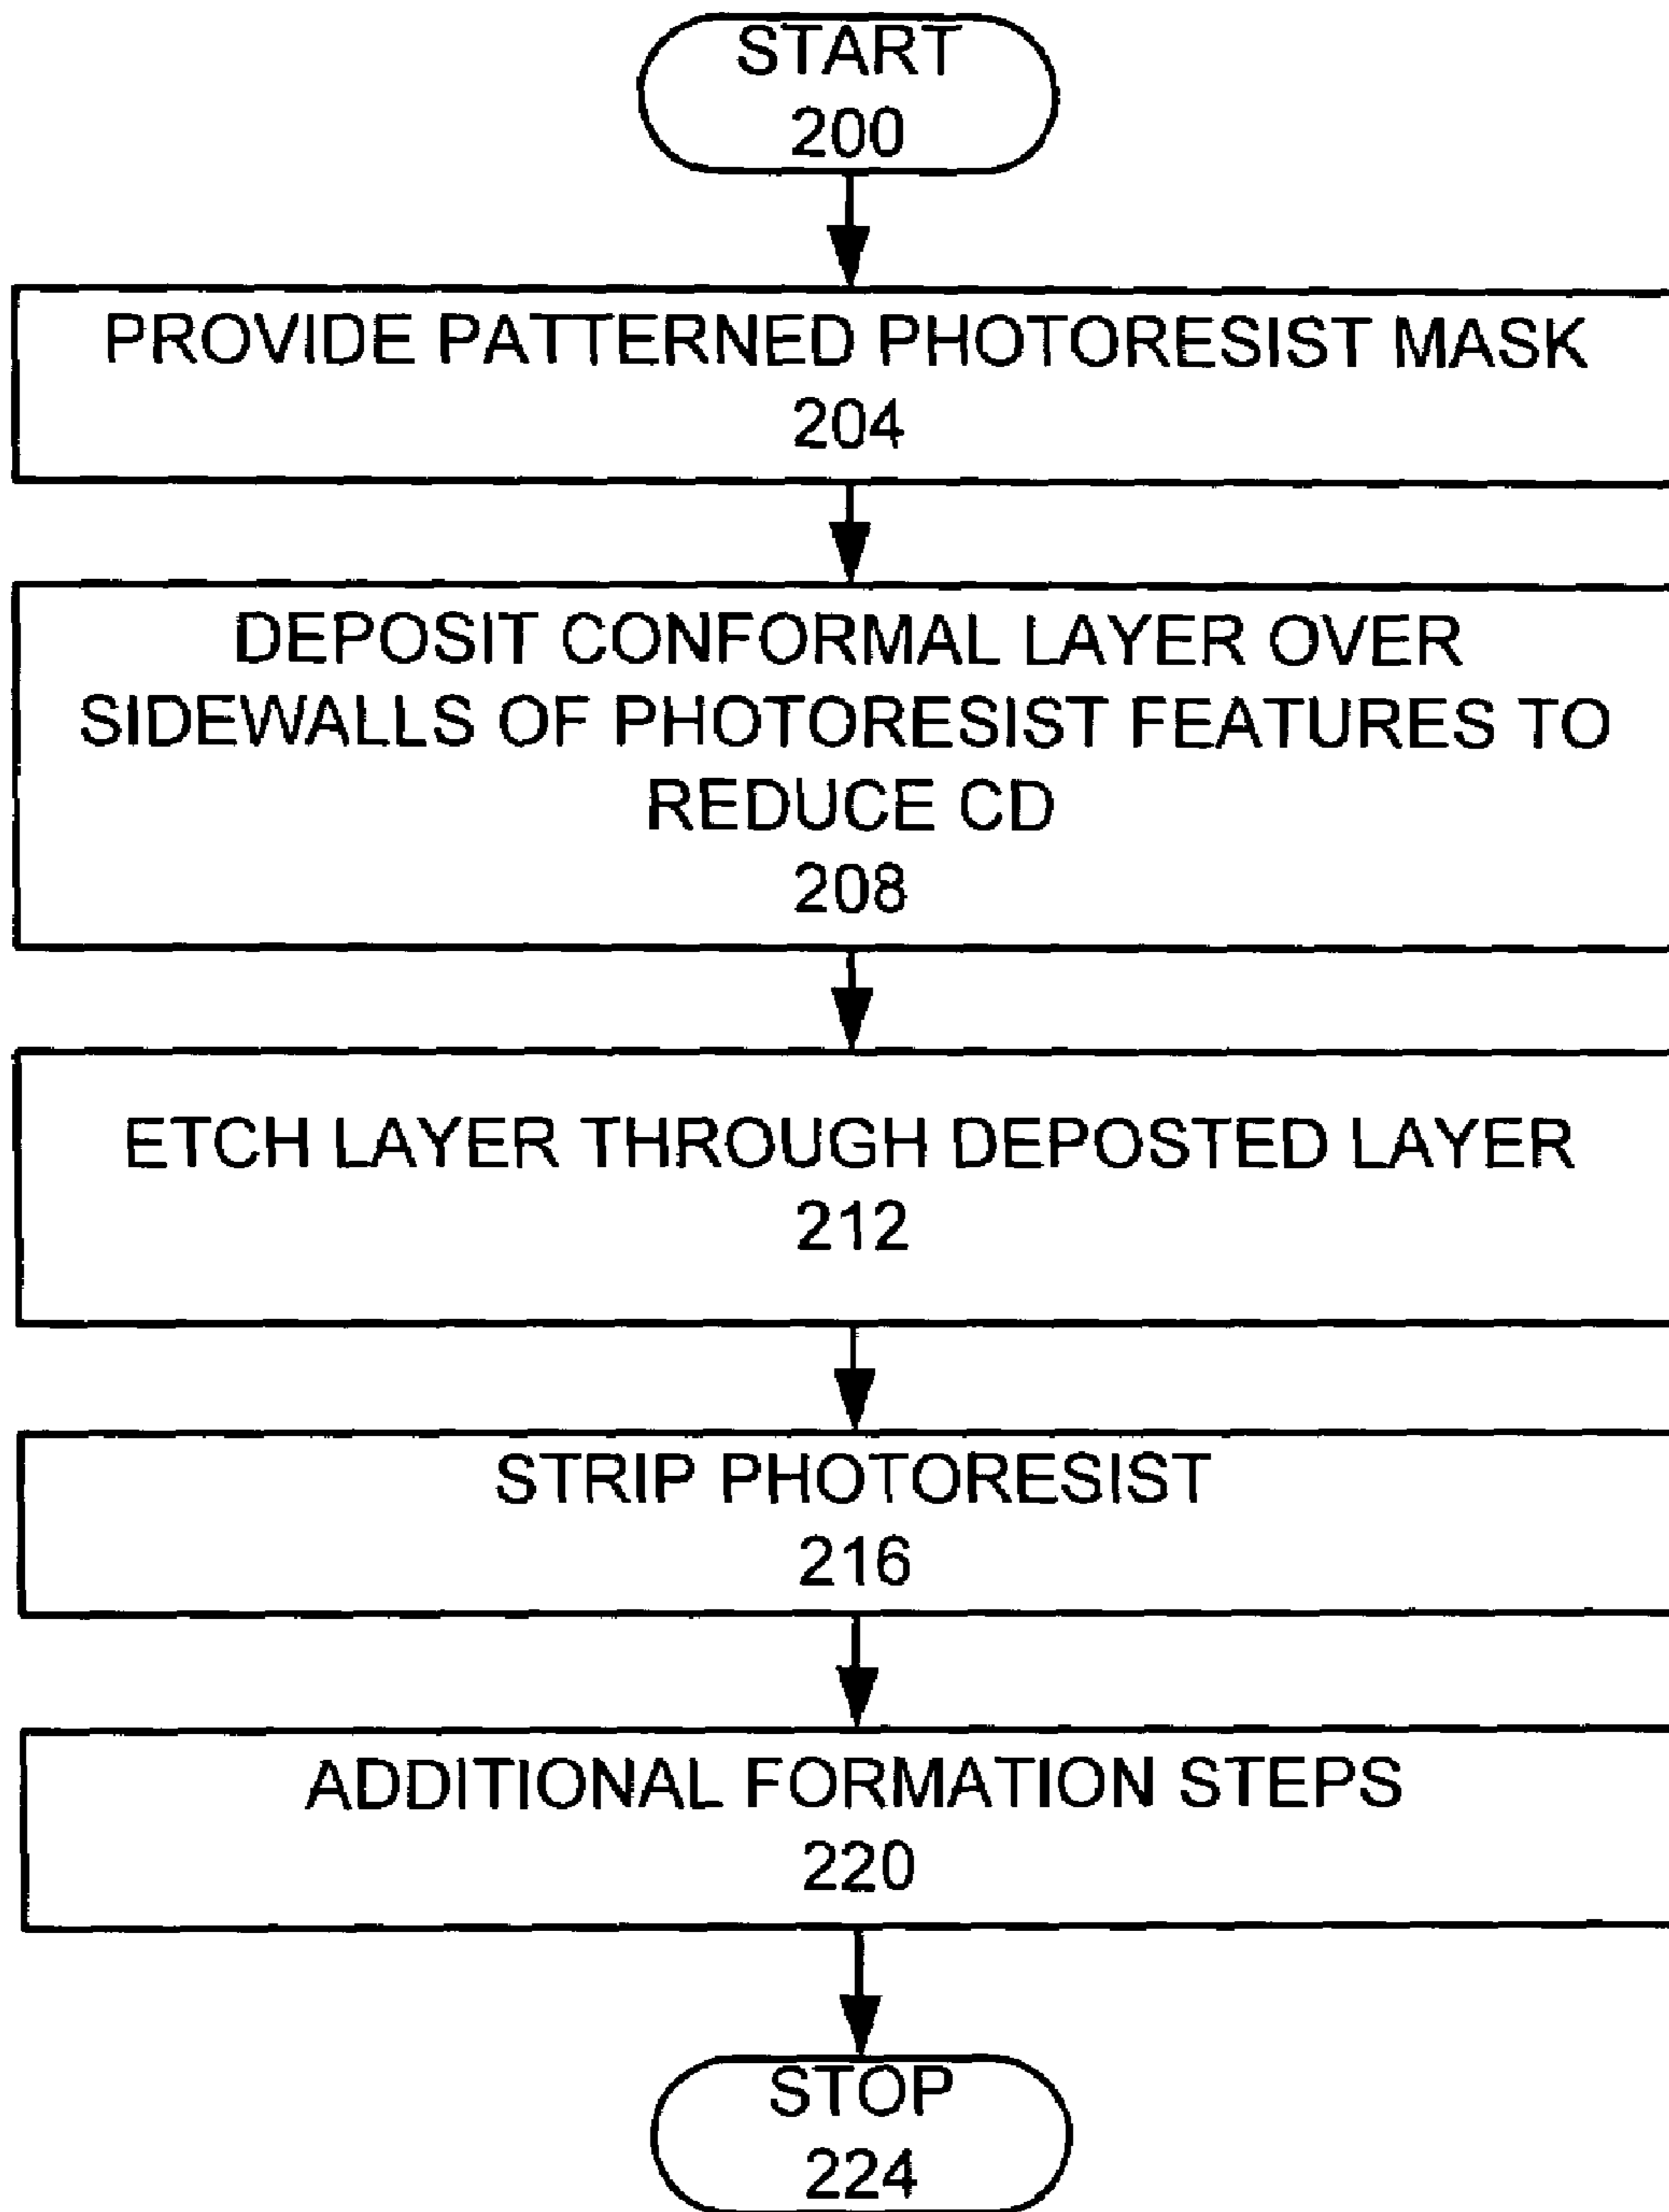 START
200
PROVIDE PATTERNED PHOTORESIST MASK
204
DEPOSIT CONFORMAL LAYER OVER
SIDEWALLS OF PHOTORESIST FEATURES TO
REDUCE CD
208
ETCH LAYER THROUGH DEPOSTED LAYER
212
STRIP PHOTORESIST
216
ADDITIONAL FORMATION STEPS
220
STOP
224